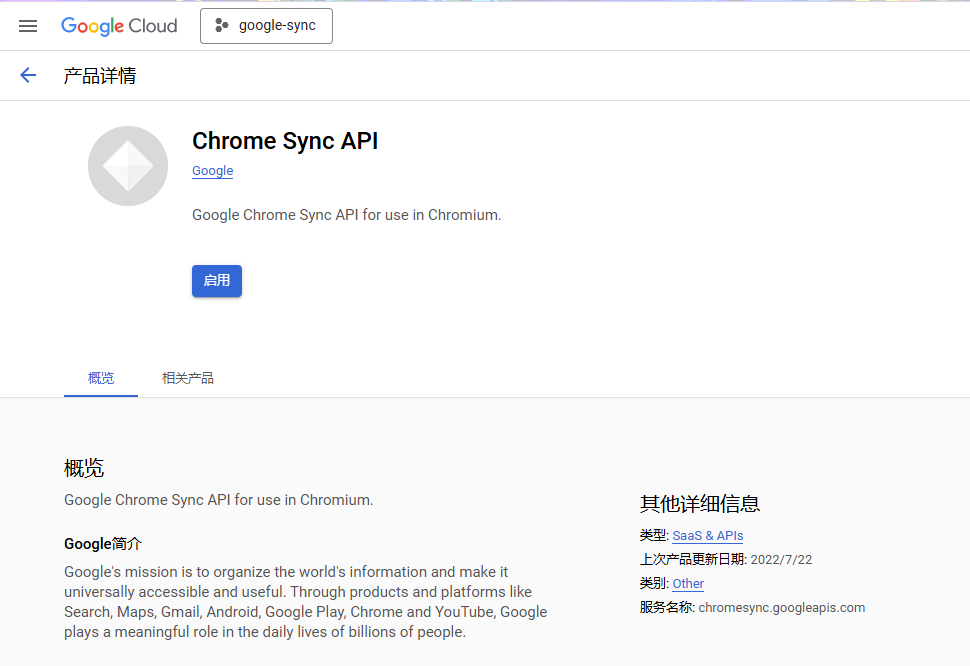 Google Cloud
google-sync
产品详情
Chrome Sync API
Google
Google Chrome Sync API for use in Chromium.
启用
概览
相关产品
概览
Google Chrome Sync API for use in Chromium.
Google简介
Google's mission is to organize the world's information and make it
universally accessible and useful. Through products and platforms like
Search, Maps, Gmail, Android, Google Play, Chrome and YouTube, Google
plays a meaningful role in the daily lives of billions of people.
其他详细信息
类型: SaaS & APIs
上次产品更新日期: 2022/7/22
类别: Other
服务名称: chromesync.googleapis.com